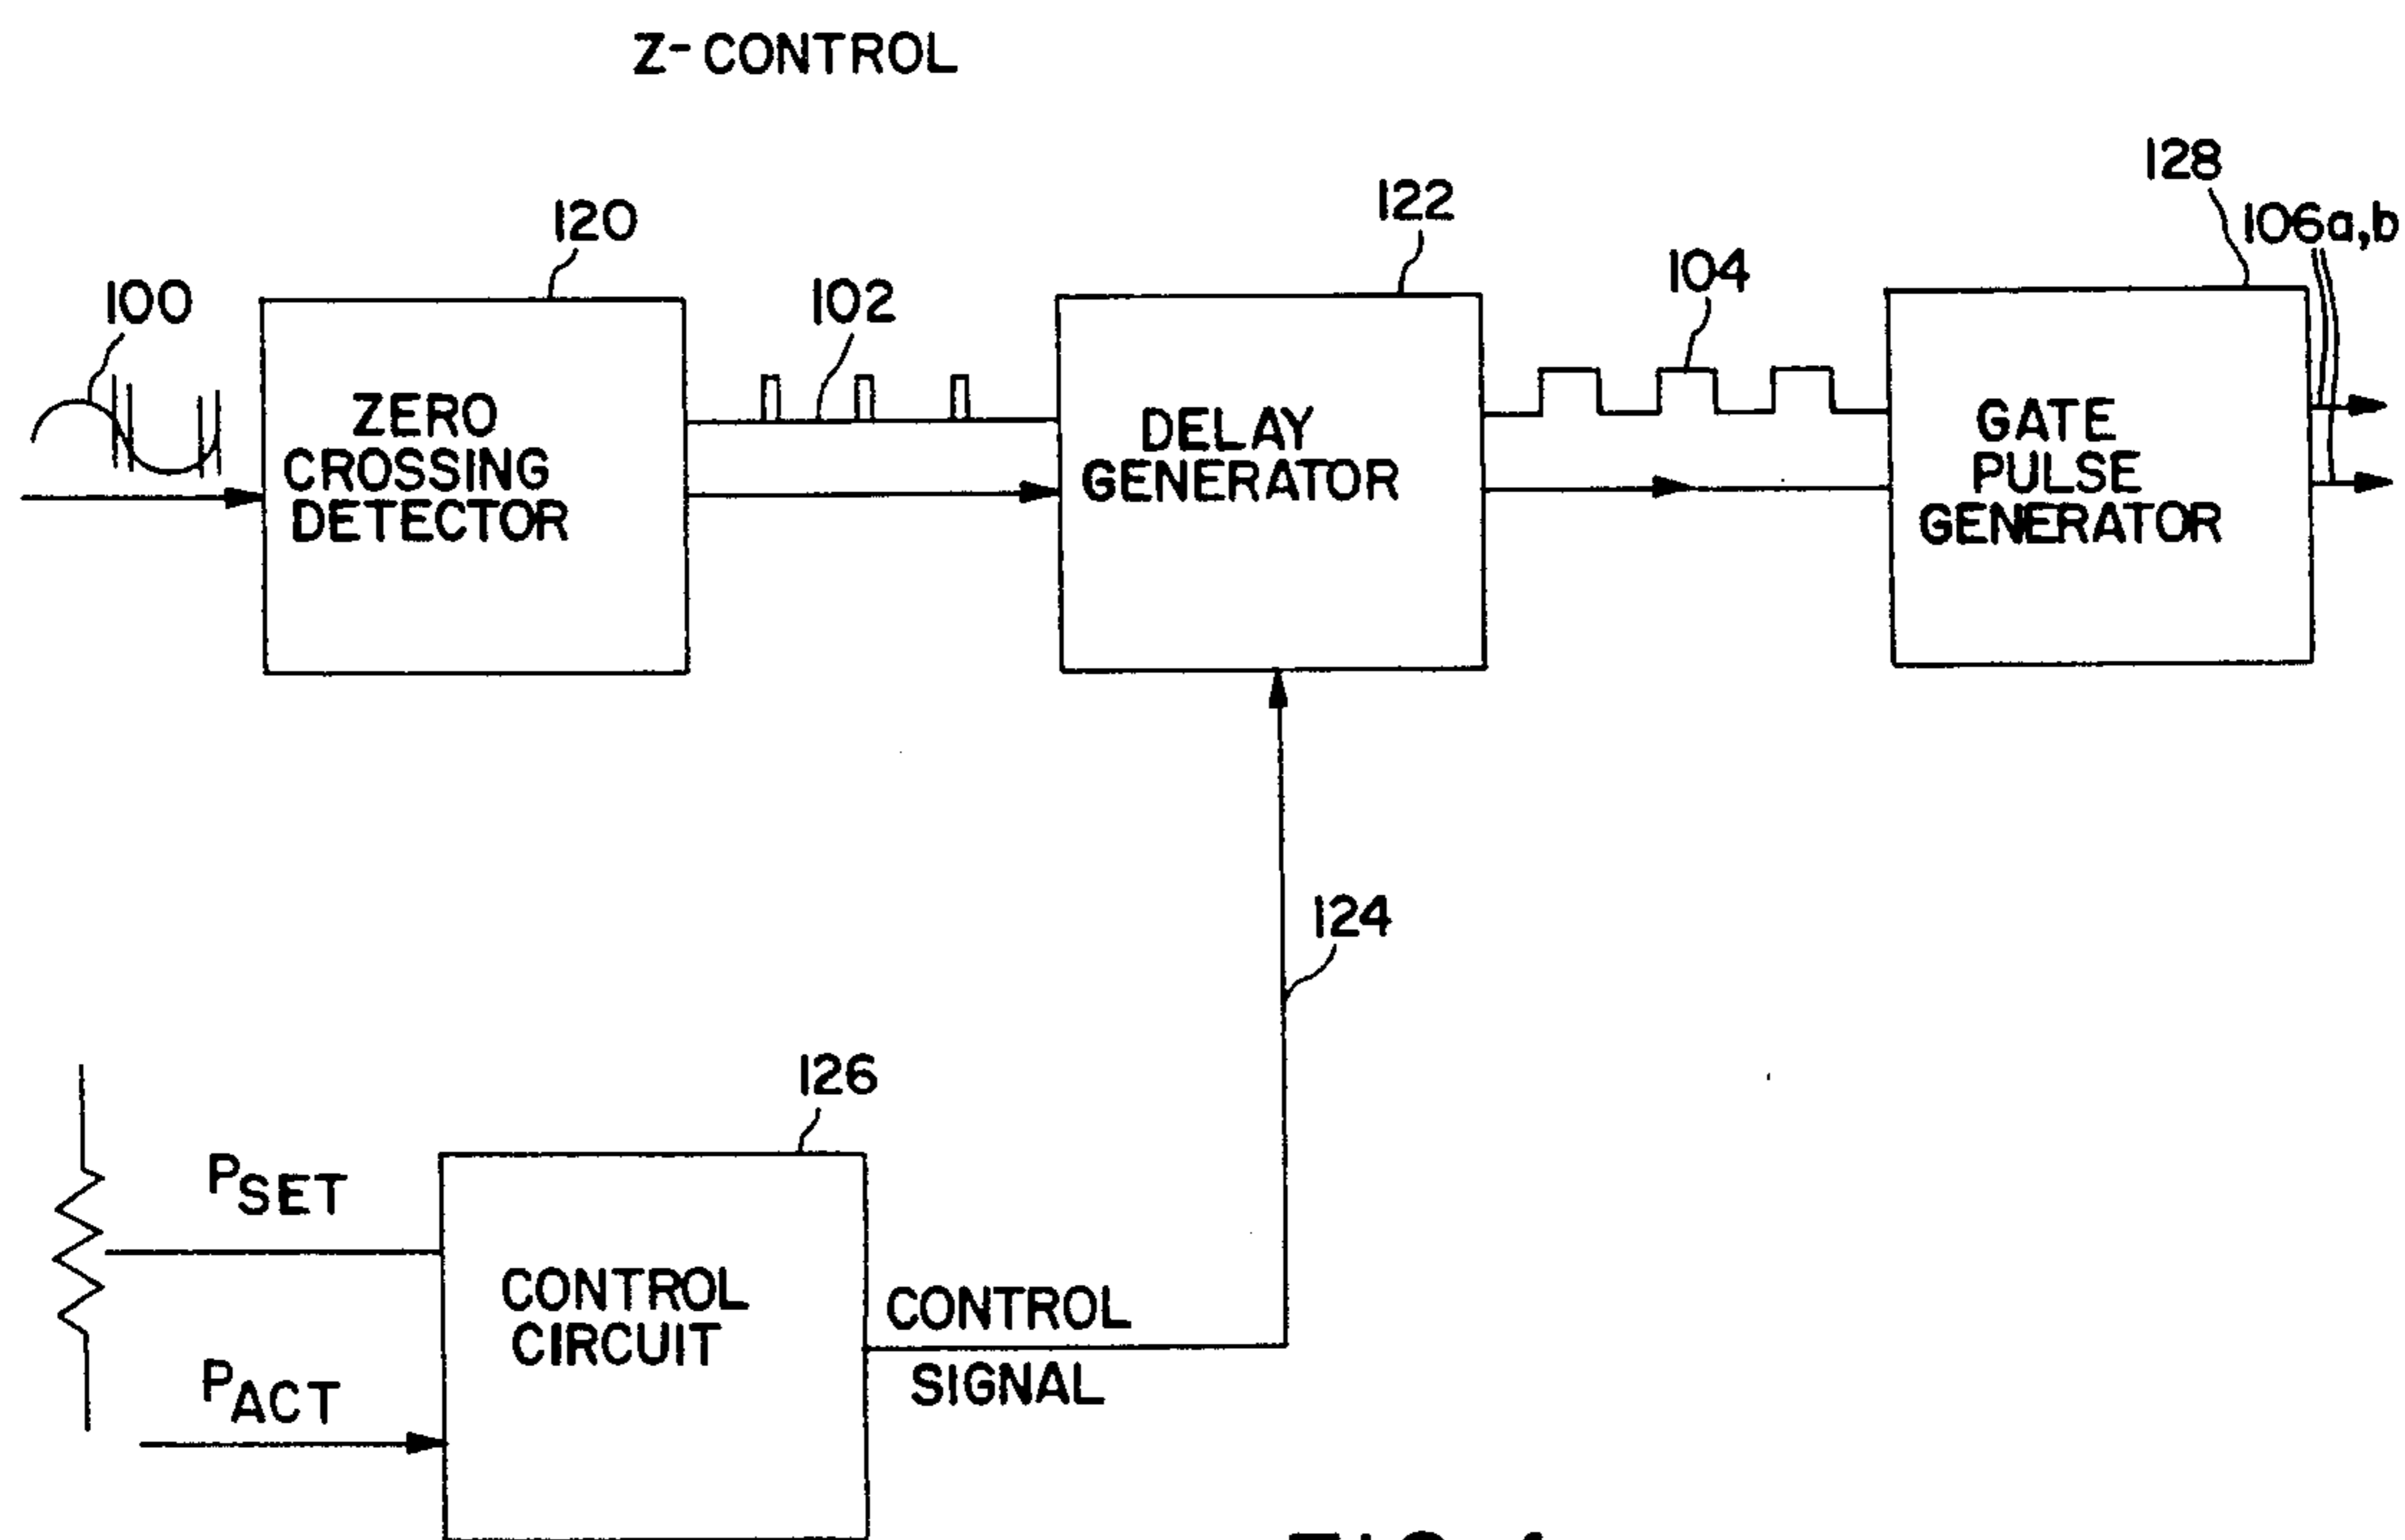 Z-CONTROL
120
122
128
106a,b
100
102
104
ZERO
CROSSING
DETECTOR
DELAY
GENERATOR
GATE
PULSE
GENERATOR
124
126
PSET
CONTROL
CIRCUIT
CONTROL
SIGNAL
PACT